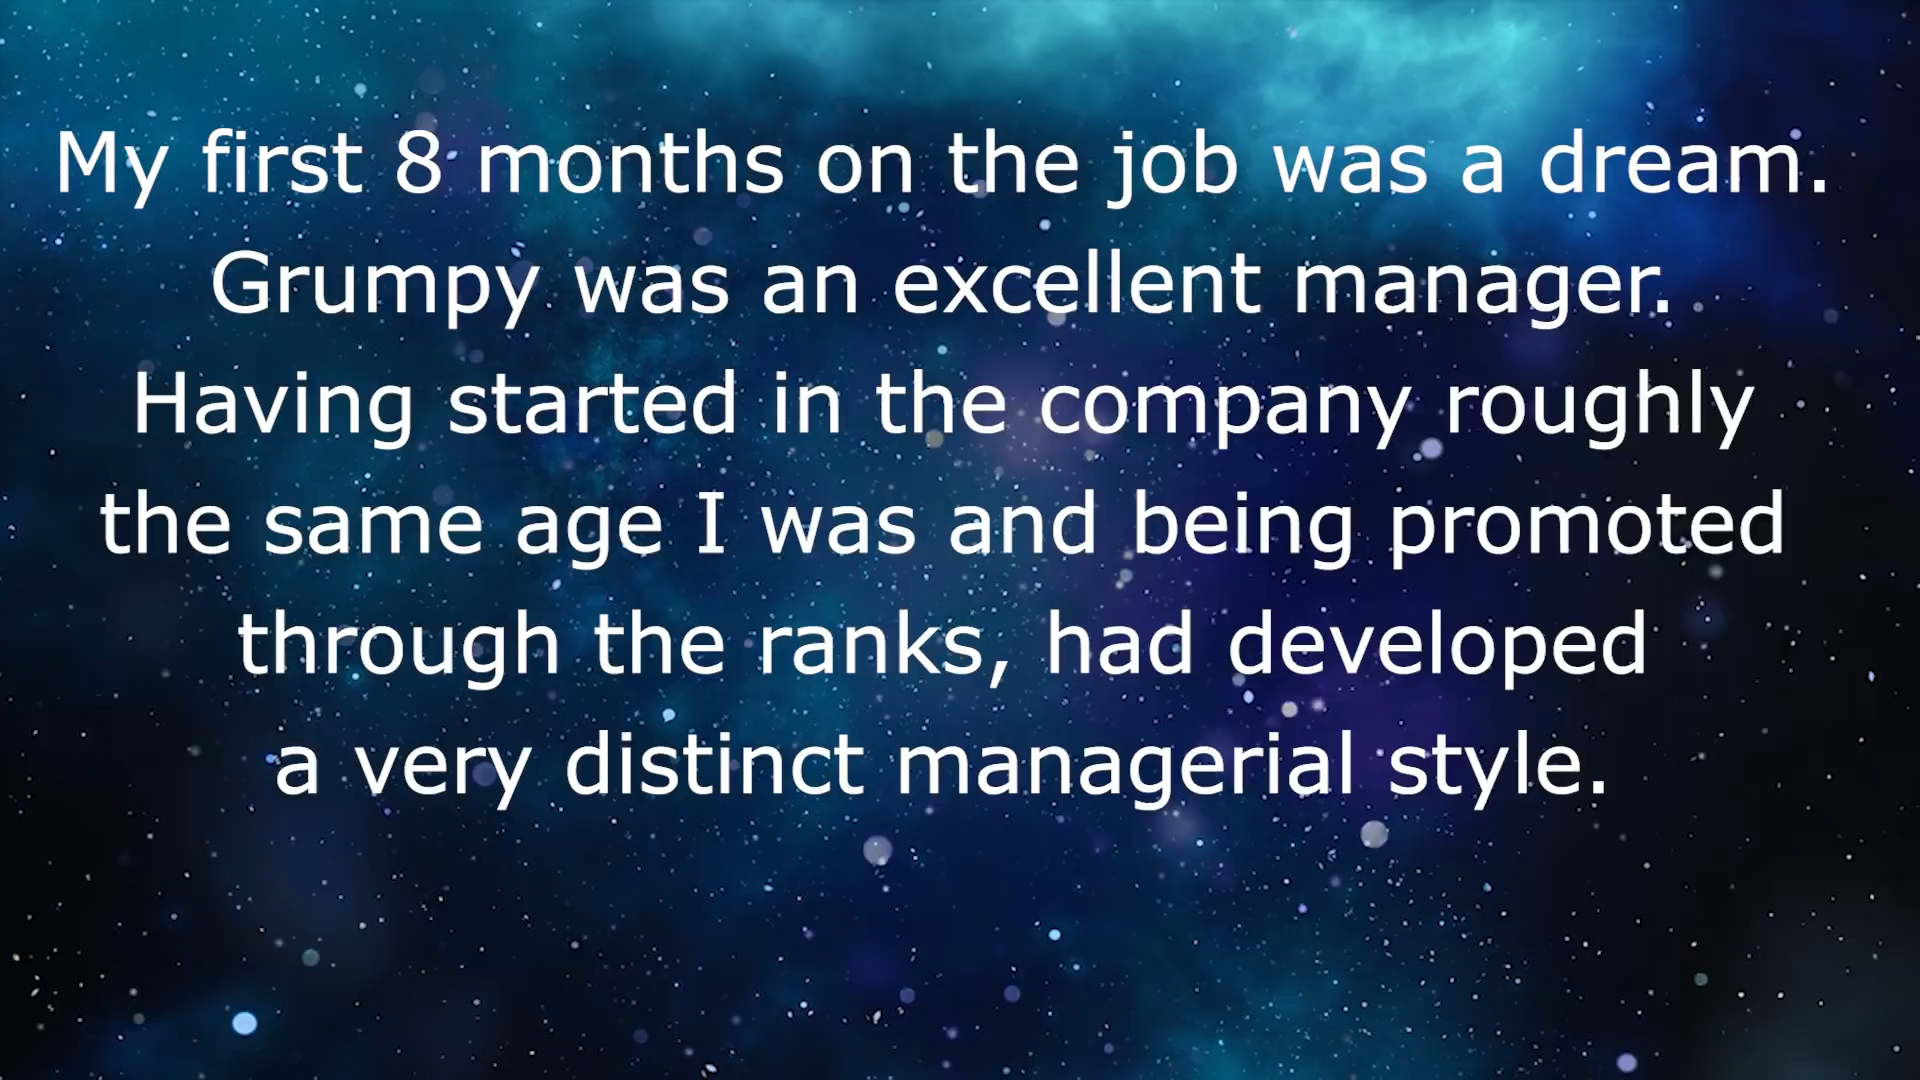 My first 8 months on the job was a dream.
Grumpy was an excellent manager.
Having started in the company roughly
the same age I was and being promoted
through the ranks, had developed
a very distinct managerial style.